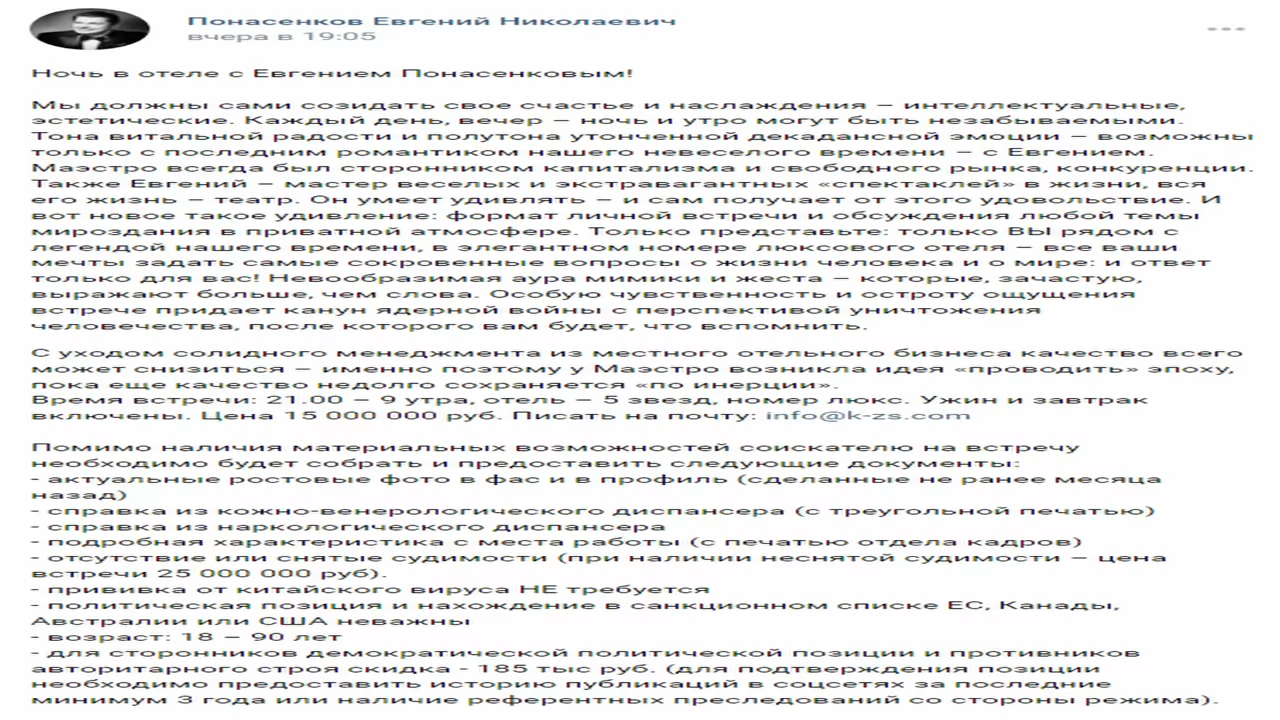 Понасенков Евгений Николаевич
вчера в 19:05
Ночь в отеле с Евгением Понасенковым!
Мы должны сами созидать свое счастье и наслаждения – интеллектуальные,
эстетические. Каждый день, вечер – ночь и утро могут быть незабываемыми.
Тона витальной радости и полутона утонченной декадансной эмоции – возможны
только с последним романтиком нашего невеселого времени – с Евгением.
Маэстро всегда был сторонником капитализма и свободного рынка, конкуренции.
Также Евгений – мастер веселых и экстравагантных «спектаклей» в жизни, вся
его жизнь – театр. Он умеет удивлять – и сам получает от этого удовольствие. И
вот новое такое удивление: формат личной встречи и обсуждения любой темы
мироздания в приватной атмосфере. Только представьте: только ВЫ рядом с
легендой нашего времени, в элегантном номере люксового отеля – все ваши
мечты задать самые сокровенные вопросы о жизни человека и о мире: и ответ
только для вас! Невообразимая аура мимики и жеста – которые, зачастую,
выражают больше, чем слова. Особую чувственность и остроту ощущения
встрече придает канун ядерной войны с перспективой уничтожения
человечества, после которого вам будет, что вспомнить.
С уходом солидного менеджмента из местного отельного бизнеса качество всего
может снизиться – именно поэтому у Маэстро возникла идея «проводить» эпоху,
пока еще качество недолго сохраняется «по инерции».
Время встречи: 21.00 – 9 утра, отель – 5 звезд, номер люкс. Ужин и завтрак
включены. Цена 15 000 000 руб. Писать на почту: info@k-zs.com
Помимо наличия материальных возможностей соискателю на встречу
необходимо будет собрать и предоставить следующие документы:
- актуальные ростовые фото в фас и в профиль (сделанные не ранее месяца
назад)
- справка из кожно-венерологического диспансера (с треугольной печатью)
- справка из наркологического диспансера
- подробная характеристика с места работы (с печатью отдела кадров)
- отсутствие или снятые судимости (при наличии неснятой судимости – цена
встречи 25 000 000 руб).
- прививка от китайского вируса НЕ требуется
- политическая позиция и нахождение в санкционном списке ЕС, Канады,
Австралии или США неважны
- возраст: 18 – 90 лет
- для сторонников демократической политической позиции и противников
авторитарного строя скидка - 185 тыс руб. (для подтверждения позиции
необходимо предоставить историю публикаций в соцсетях за последние
минимум 3 года или наличие референтных преследований со стороны режима).